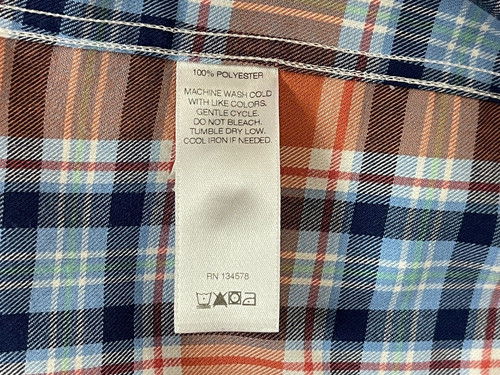 100% POLYESTER
MACHINE WASH COLD
WITH LIKE COLORS.
GENTLE CYCLE.
DO NOT BLEACH.
TUMBLE DRY LOW.
COOL IRON IF NEEDED.
RN 134578